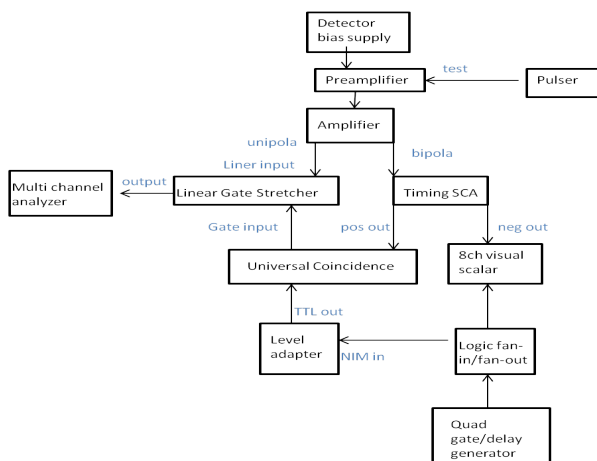 Detector
bias supply
test
Preamplifier
Pulser
Amplifier
unipola
bipola
Liner input
Multi channel
analyzer
output
Linear Gate Stretcher
Timing SCA
Gate input
pos out
neg out
Universal Coincidence
8ch visual
scalar
TTL out
Level
adapter
NIM in
Logic fan-
in/fan-out
Quad
gate/delay
generator